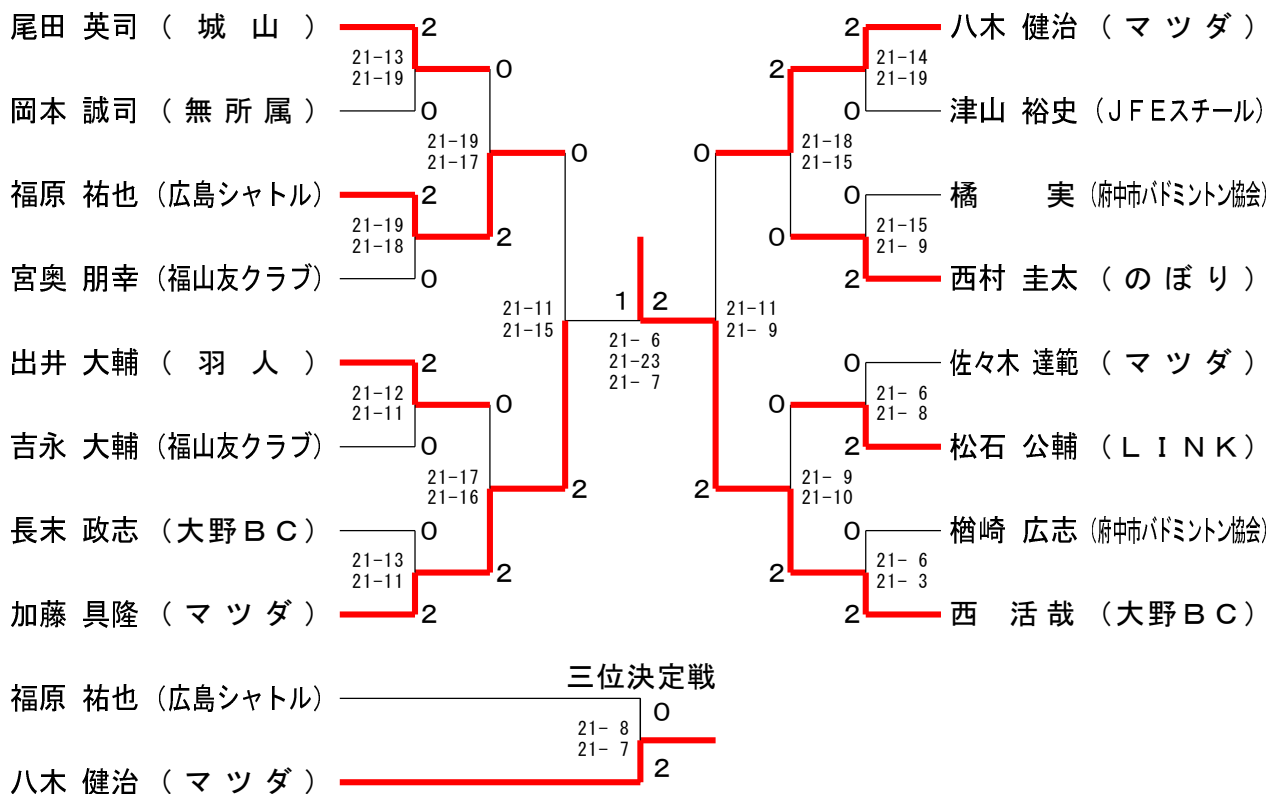 尾田 英司 （ 城 山 ） 2
21-13
21-19
0
岡本 誠司 （ 無 所 属 ） 0
21-19
21-17
0
福原 祐也 （広島シャトル） 2
21-19
21-18
2
宮奥 朋幸 （福山友クラブ） 0
21-11
21-15
出井 大輔 （ 羽 人 ） 2
21-12
21-11
0
吉永 大輔 （福山友クラブ） 0
21-17
21-16
2
長末 政志 （大野ＢＣ） 0
21-13
21-11
2
加藤 具隆 （ マ ツ ダ ） 2
1 2
21- 6
21-23
21- 7
2 八木 健治 （ マ ツ ダ ）
21-14
21-19
2
0 津山 裕史 （ＪＦＥスチール）
21-18
21-15
0
0 橘 実 （府中市バドミントン協会）
21-15
21- 9
0
2 西村 圭太 （ の ぼ り ）
21-11
21- 9
0 佐々木 達範 （ マ ツ ダ ）
21- 6
21- 8
0
2 松石 公輔 （ＬＩＮＫ）
21- 9
21-10
2
0 楢崎 広志 （府中市バドミントン協会）
21- 6
21- 3
2
2 西 活哉 （大野ＢＣ）
三位決定戦
福原 祐也 （広島シャトル） 0
21- 8
21- 7
八木 健治 （ マ ツ ダ ） 2